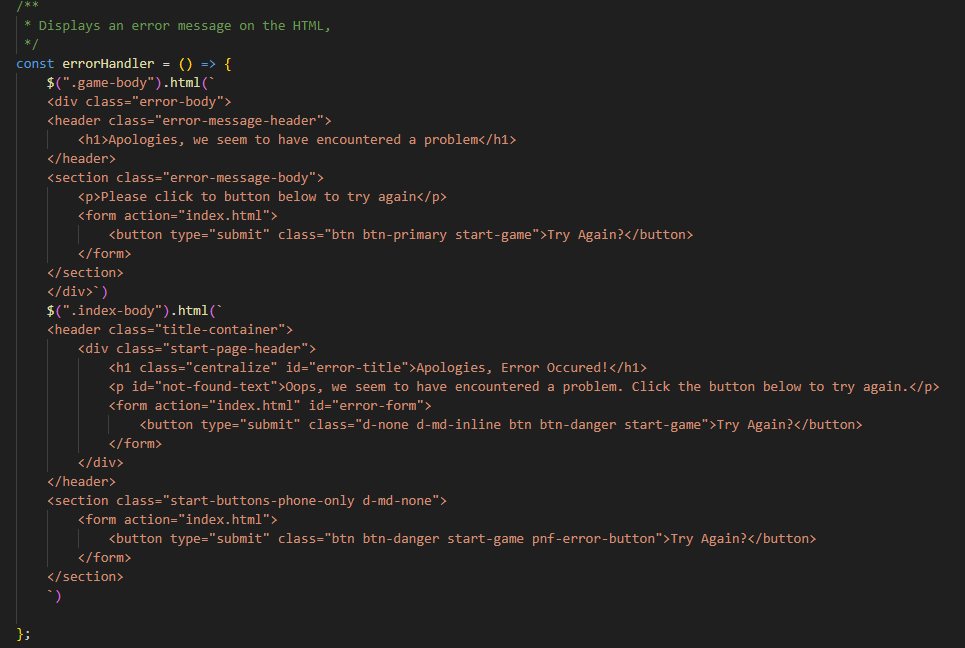 /**
 * Displays an error message on the HTML,
 */
const errorHandler = () => {
    $(".game-body").html(`
    <div class="error-body">
    <header class="error-message-header">
        <h1>Apologies, we seem to have encountered a problem</h1>
    </header>
    <section class="error-message-body">
        <p>Please click to button below to try again</p>
        <form action="index.html">
            <button type="submit" class="btn btn-primary start-game">Try Again?</button>
        </form>
    </section>
    </div>`)
    $(".index-body").html(`
    <header class="title-container">
        <div class="start-page-header">
            <h1 class="centralize" id="error-title">Apologies, Error Occured!</h1>
            <p id="not-found-text">Oops, we seem to have encountered a problem. Click the button below to try again.</p>
            <form action="index.html" id="error-form">
                <button type="submit" class="d-none d-md-inline btn btn-danger start-game">Try Again?</button>
            </form>
        </div>
    </header>
    <section class="start-buttons-phone-only d-md-none">
        <form action="index.html">
            <button type="submit" class="btn btn-danger start-game pnf-error-button">Try Again?</button>
        </form>
    </section>
    `)
};